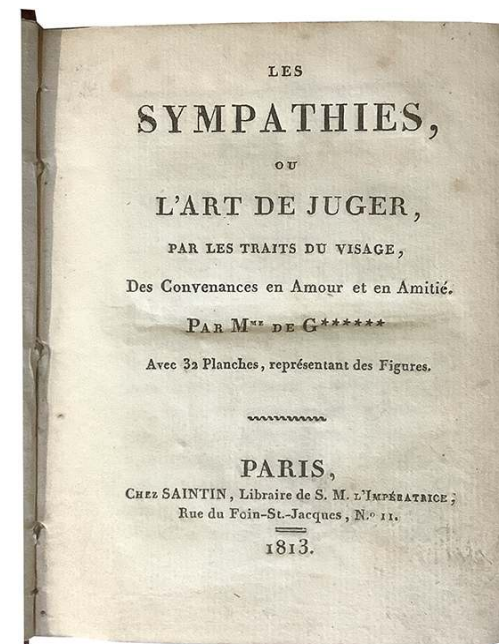 LES
SYMPATHIES,
OU
L'ART DE JUGER,
PAR LES TRAITS DU VISAGE,
Des Convenances en Amour et en Amitié.
PAR MME DE G******
Avec 32 Planches, représentant des Figures.
PARIS,
CHEZ SAINTIN, Libraire de S. M. L'IMPÉRATRICE;
Rue du Foin-St.-Jacques, N.º 11.
1813.